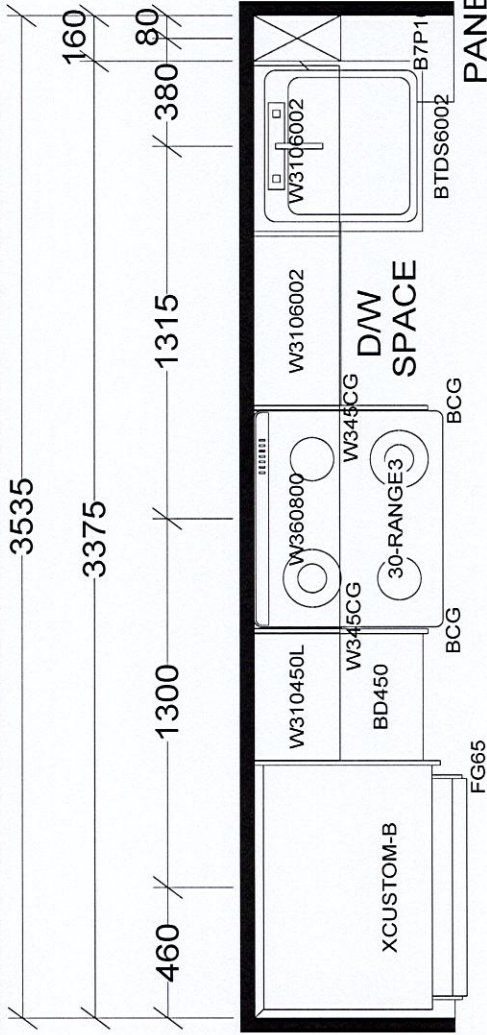 3535
3375
160
460
1300
1315
380
80
W310450L
W360800
W3106002
W3106002
W345CG
W345CG
D/W
SPACE
XCUSTOM-B
BD450
30-RANGE3
B7P1
FG65
BCG
BCG
BTDS6002